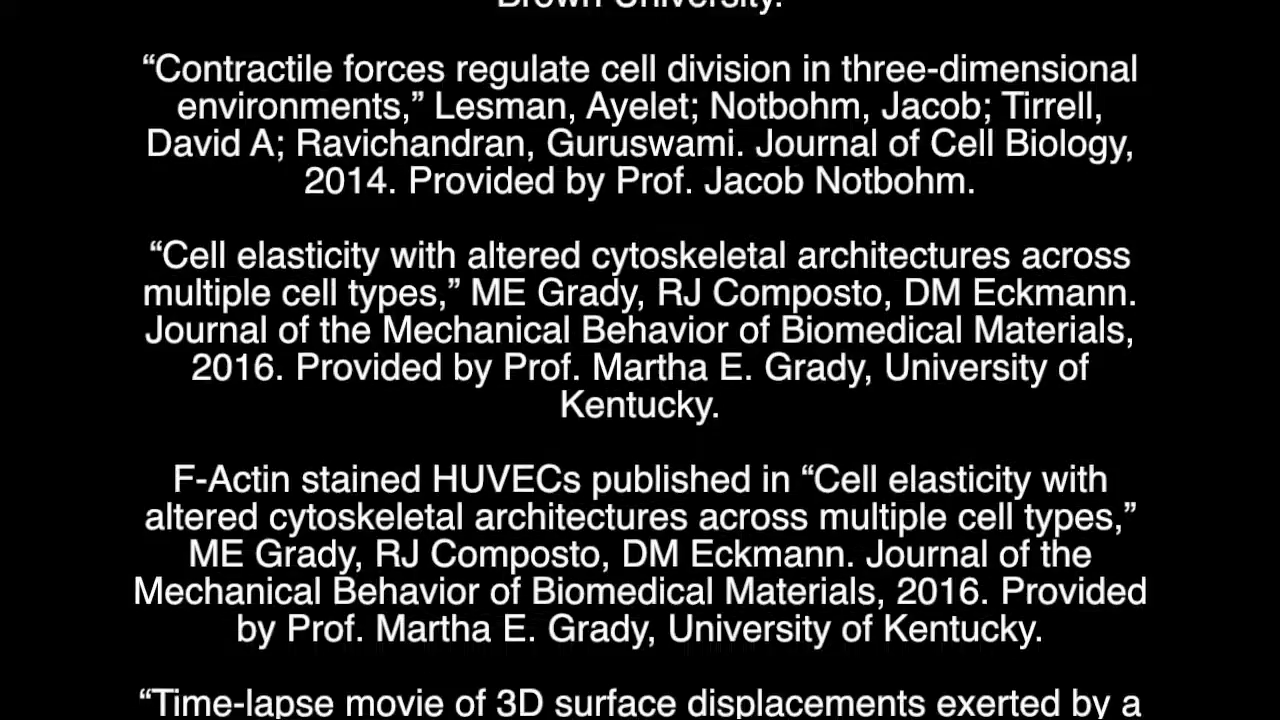 Brown University.
“Contractile forces regulate cell division in three-dimensional
environments,” Lesman, Ayelet; Notbohm, Jacob; Tirrell,
David A; Ravichandran, Guruswami. Journal of Cell Biology,
2014. Provided by Prof. Jacob Notbohm.
“Cell elasticity with altered cytoskeletal architectures across
multiple cell types,” ME Grady, RJ Composto, DM Eckmann.
Journal of the Mechanical Behavior of Biomedical Materials,
2016. Provided by Prof. Martha E. Grady, University of
Kentucky.
F-Actin stained HUVECs published in “Cell elasticity with
altered cytoskeletal architectures across multiple cell types,”
ME Grady, RJ Composto, DM Eckmann. Journal of the
Mechanical Behavior of Biomedical Materials, 2016. Provided
by Prof. Martha E. Grady, University of Kentucky.
“Time-lapse movie of 3D surface displacements exerted by a